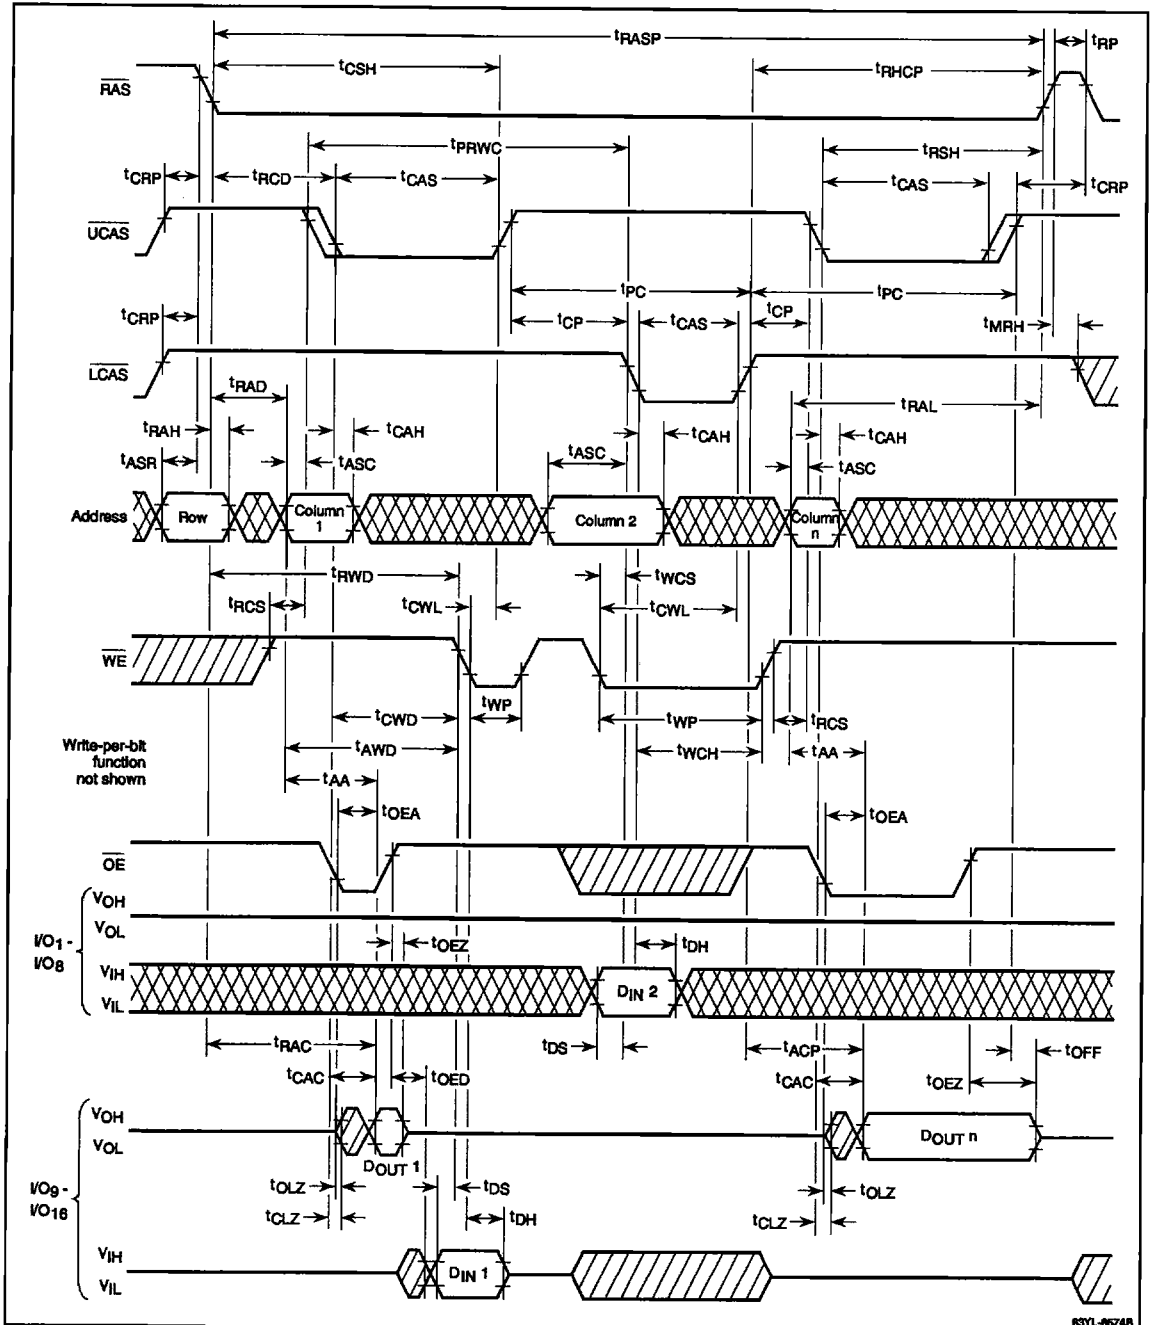 tRASP
tRP
tCSH
tRHCP
RAS
tPRWC
tRSH
tCRP
tRCD
tCAS
tCAS
tCRP
UCAS
tPC
tPC
tCRP
tCP
tCAS
tCP
tMRH
LCAS
tRAD
tRAL
tRAH
tCAH
tCAH
tCAH
tASR
tASC
tASC
tASC
Address
Row
Column 1
Column 2
Column n
tRWD
tWCS
tRCS
tCWL
tCWL
WE
tWP
tCWD
tWP
tRCS
Write-per-bit
function
not shown
tAWD
tWCH
tAA
tAA
tOEA
tOEA
OE
VOH
VOL
I/O1 -
I/O8
tOEZ
tDH
VIH
VIL
DIN 2
tRAC
tDS
tACP
tOFF
tCAC
tOED
tCAC
tOEZ
VOH
VOL
DOUT 1
DOUT n
I/O9 -
I/O16
tOLZ
tDS
tOLZ
tCLZ
tDH
tCLZ
VIH
VIL
DIN 1
83YL-8574B